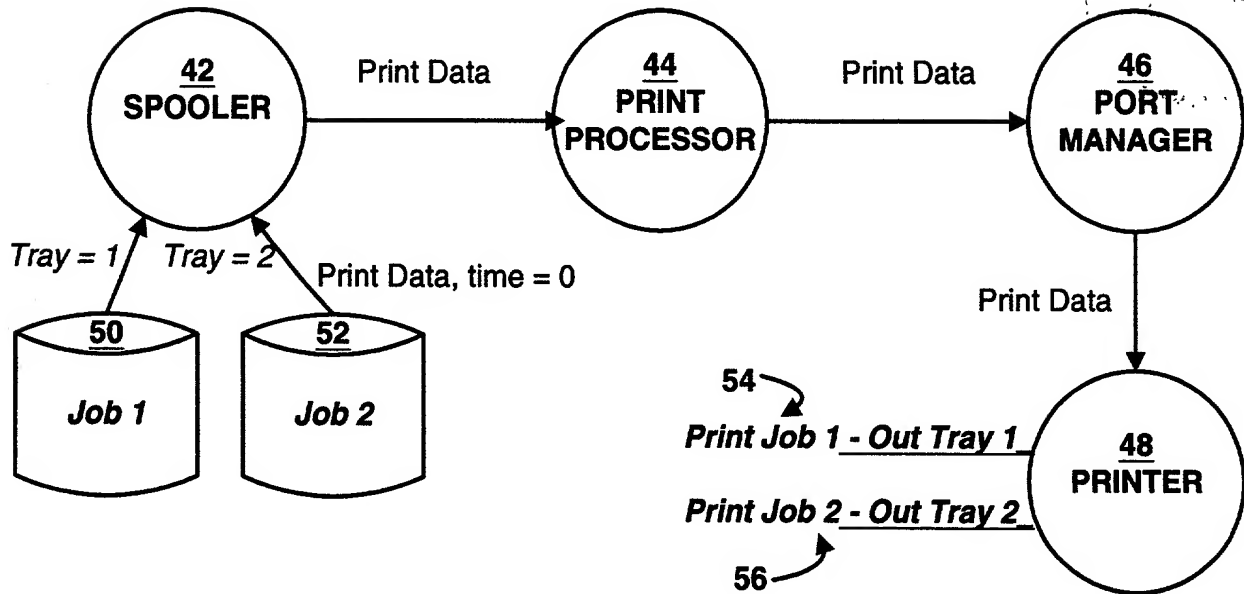 42
SPOOLER
Print Data
44
PRINT
PROCESSOR
Print Data
46
PORT
MANAGER
Tray = 1
Tray = 2
Print Data, time = 0
Print Data
50
Job 1
52
Job 2
54
Print Job 1 - Out Tray 1
48
PRINTER
Print Job 2 - Out Tray 2
56